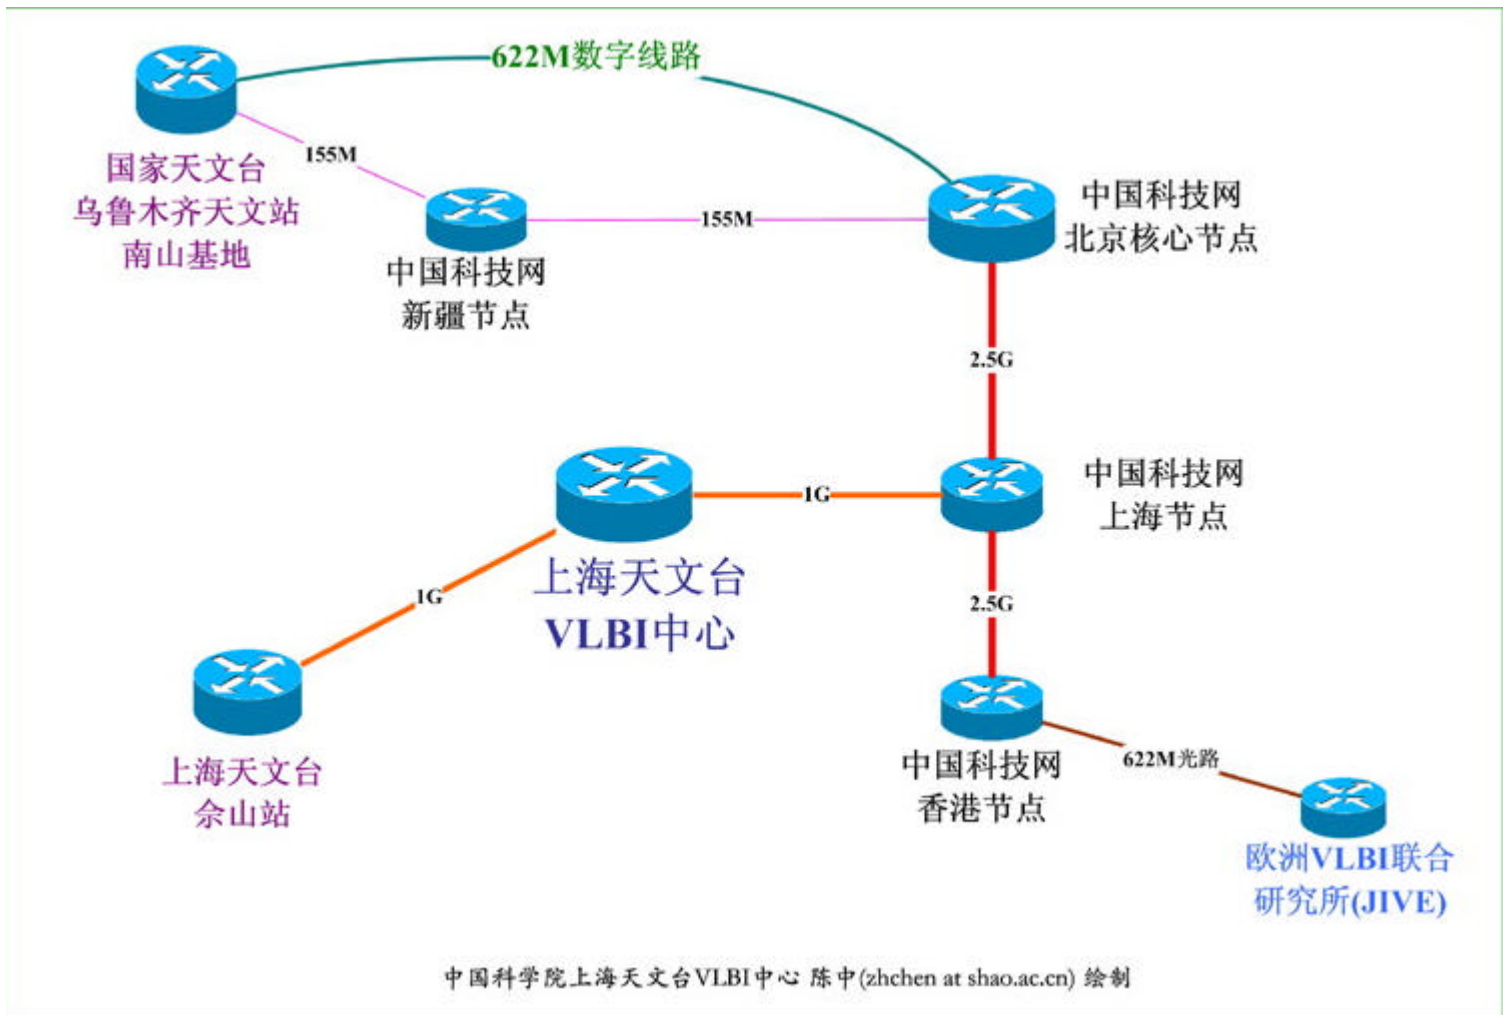 622M数字线路
155M
国家天文台
乌鲁木齐天文站
南山基地
中国科技网
新疆节点
155M
中国科技网
北京核心节点
2.5G
1G
中国科技网
上海节点
上海天文台
VLBI中心
1G
2.5G
上海天文台
佘山站
中国科技网
香港节点
622M光路
欧洲VLBI联合
研究所(JIVE)
中国科学院上海天文台VLBI中心 陈中(zhchen at shao.ac.cn) 绘制